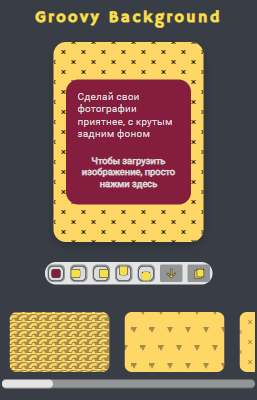 Groovy Background
Сделай свои
фотографии
приятнее, с крутым
задним фоном
Чтобы загрузить
изображение, просто
нажми здесь